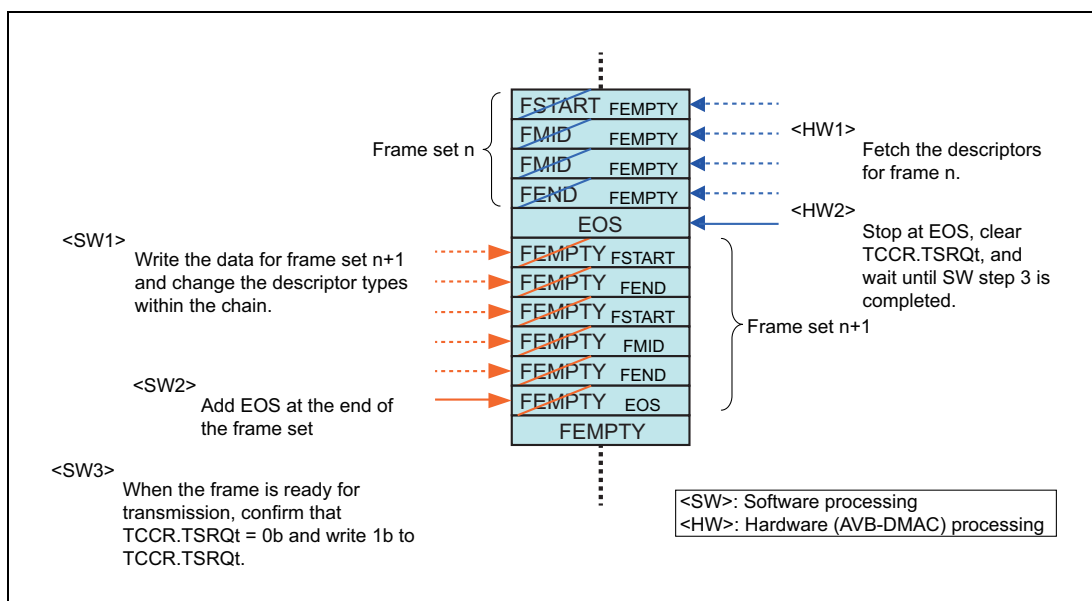 FSTART FEMPTY
FMID FEMPTY
FMID FEMPTY
FEND FEMPTY
EOS
FEMPTY FSTART
FEMPTY FEND
FEMPTY FSTART
FEMPTY FMID
FEMPTY FEND
FEMPTY EOS
FEMPTY
Frame set n
<HW1>
Fetch the descriptors
for frame n.
<HW2>
Stop at EOS, clear
TCCR.TSRQt, and
wait until SW step 3 is
completed.
Frame set n+1
<SW1>
Write the data for frame set n+1
and change the descriptor types
within the chain.
<SW2>
Add EOS at the end of
the frame set
<SW3>
When the frame is ready for
transmission, confirm that
TCCR.TSRQt = 0b and write 1b to
TCCR.TSRQt.
<SW>: Software processing
<HW>: Hardware (AVB-DMAC) processing